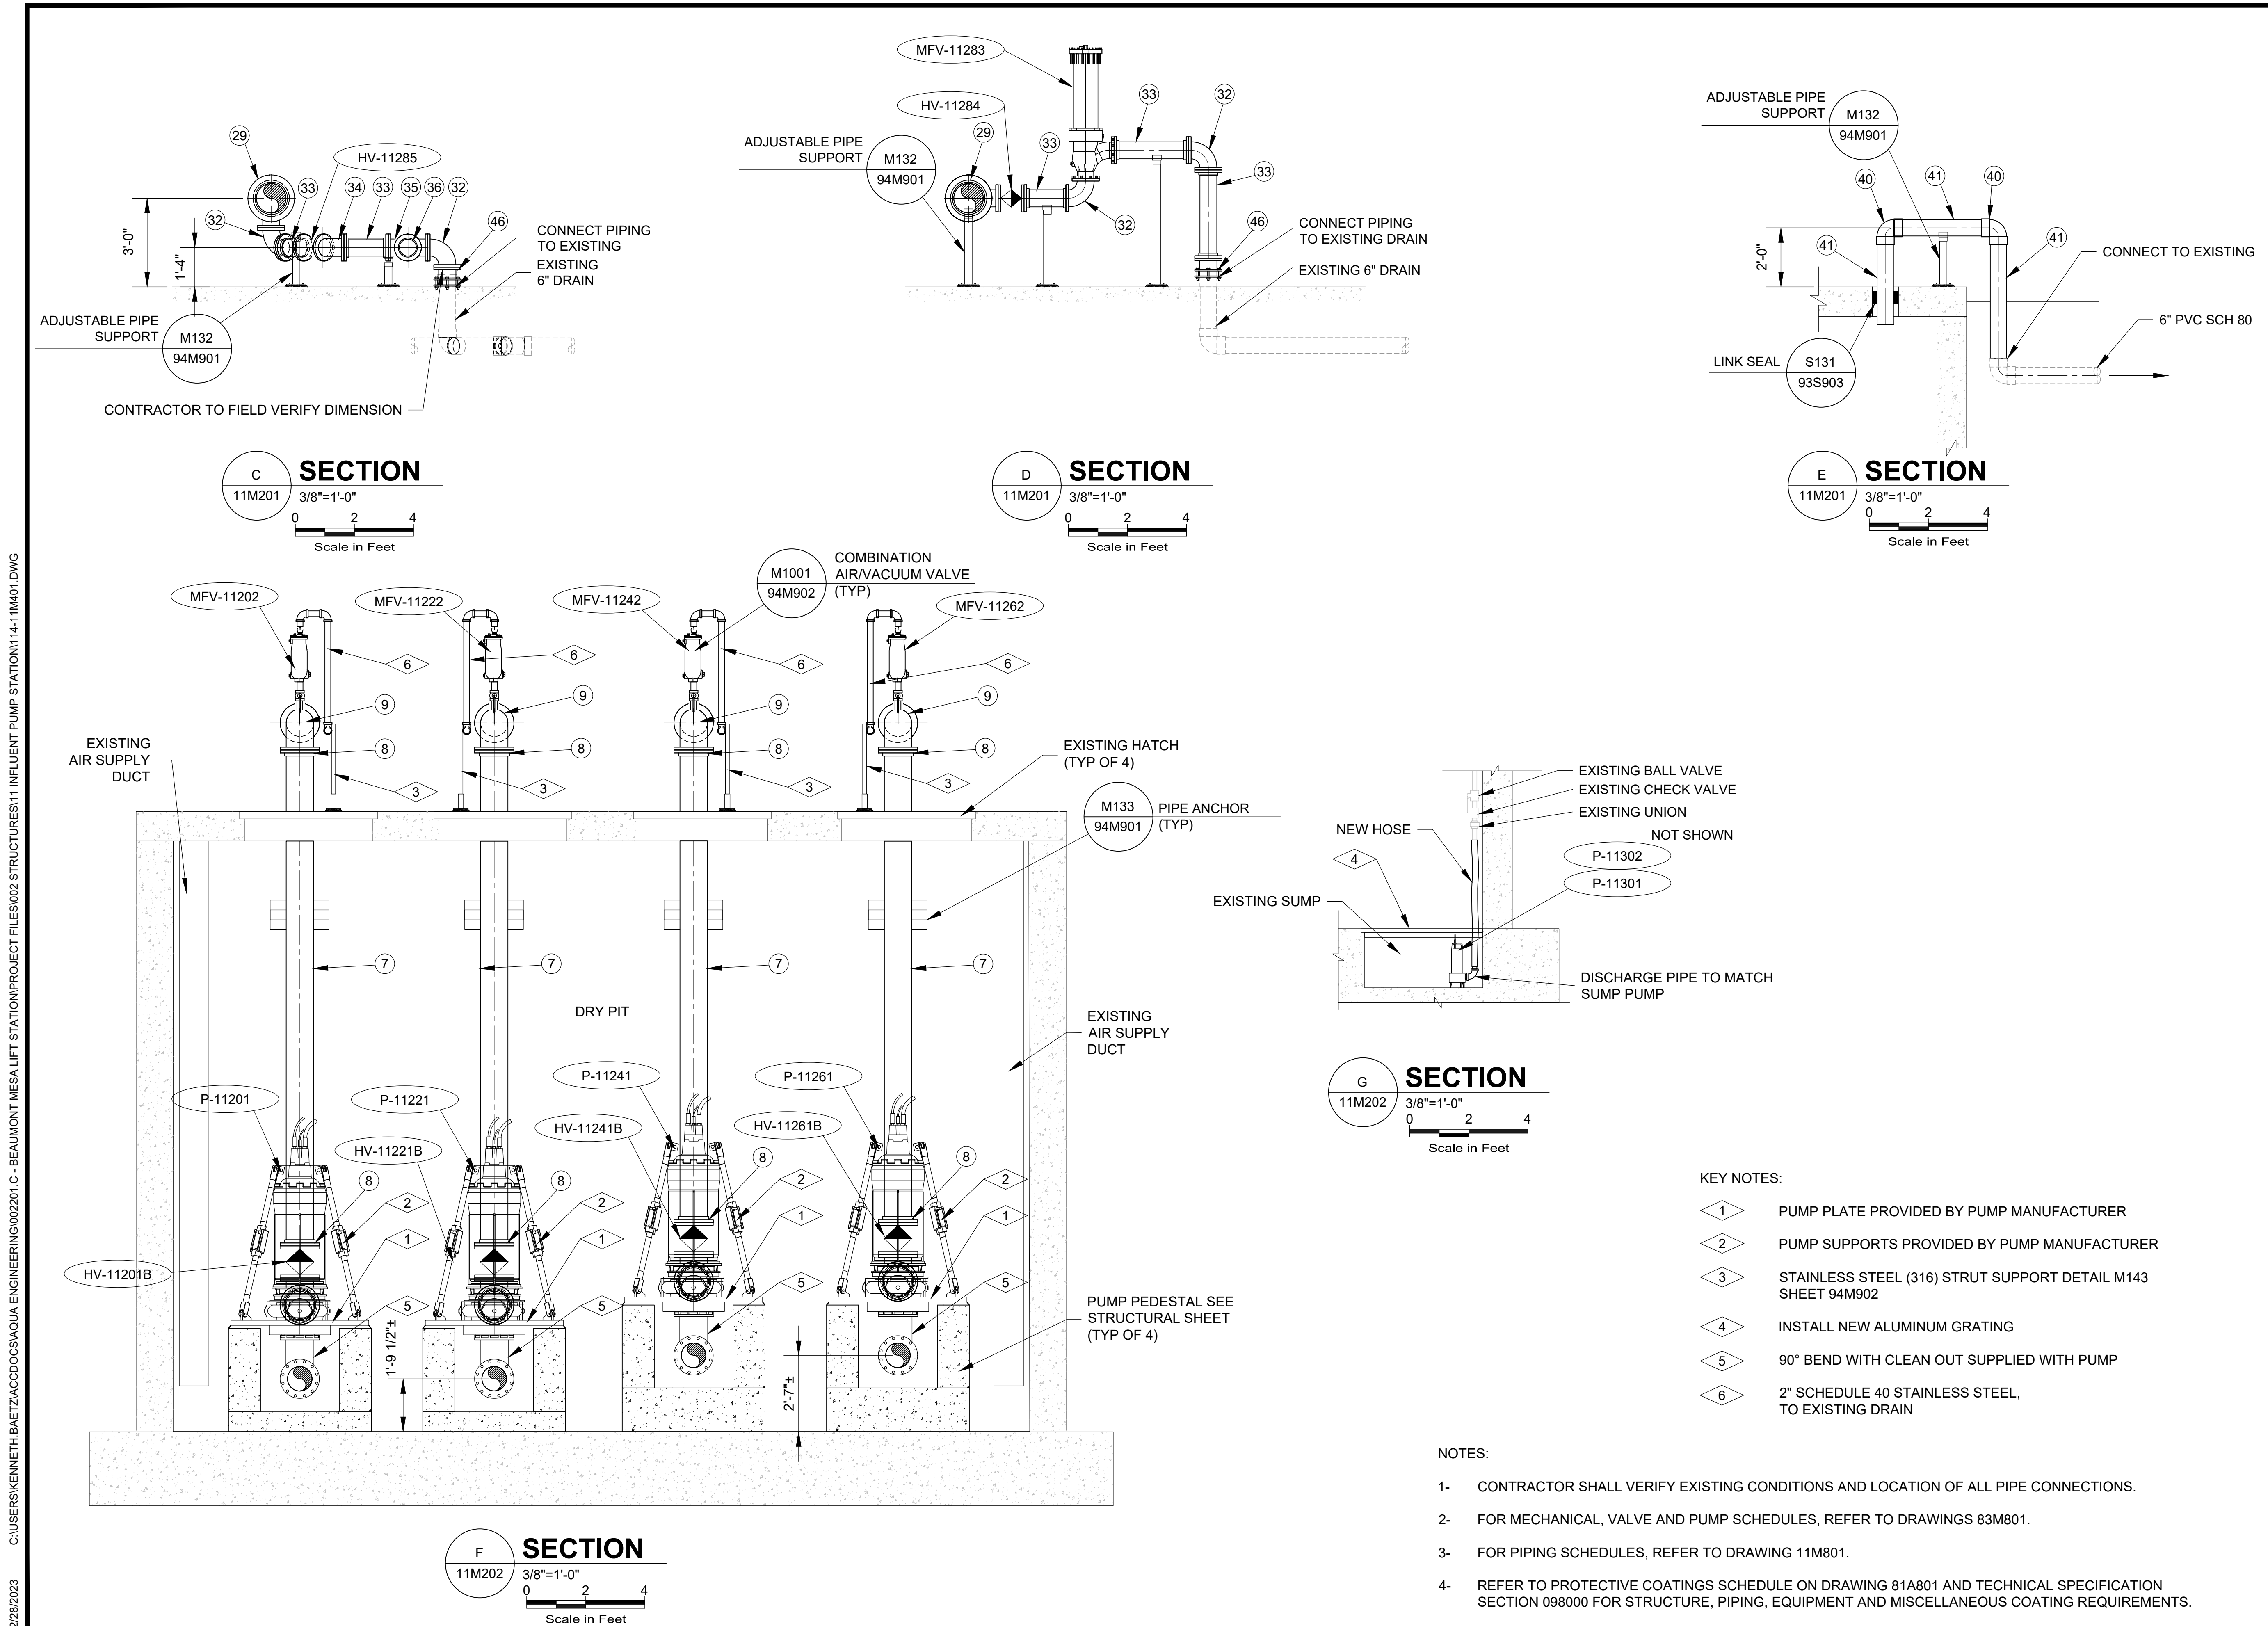 MFV-11283
HV-11284
ADJUSTABLE PIPE
SUPPORT
M132
94M901
29
33
33
32
33
32
46
CONNECT PIPING
TO EXISTING DRAIN
EXISTING 6" DRAIN
29
HV-11285
33
34
33
35
36
32
32
46
3'-0"
1'-4"
CONNECT PIPING
TO EXISTING
EXISTING
6" DRAIN
ADJUSTABLE PIPE
SUPPORT
M132
94M901
CONTRACTOR TO FIELD VERIFY DIMENSION
ADJUSTABLE PIPE
SUPPORT
M132
94M901
40
41
40
41
41
2'-0"
CONNECT TO EXISTING
6" PVC SCH 80
LINK SEAL
S131
93S903
C
11M201
SECTION
3/8"=1'-0"
0 2 4
Scale in Feet
D
11M201
SECTION
3/8"=1'-0"
0 2 4
Scale in Feet
E
11M201
SECTION
3/8"=1'-0"
0 2 4
Scale in Feet
MFV-11202
MFV-11222
MFV-11242
M1001
94M902
COMBINATION
AIR/VACUUM VALVE
(TYP)
MFV-11262
6
6
6
6
9
9
9
9
8
8
8
8
3
3
3
3
EXISTING
AIR SUPPLY
DUCT
EXISTING HATCH
(TYP OF 4)
M133
94M901
PIPE ANCHOR
(TYP)
7
7
7
7
DRY PIT
EXISTING
AIR SUPPLY
DUCT
P-11201
P-11221
P-11241
P-11261
HV-11221B
HV-11241B
HV-11261B
HV-11201B
8
8
8
8
2
2
2
2
1
1
1
1
5
5
5
5
1'-9 1/2"±
2'-7"±
PUMP PEDESTAL SEE
STRUCTURAL SHEET
(TYP OF 4)
F
11M202
SECTION
3/8"=1'-0"
0 2 4
Scale in Feet
EXISTING BALL VALVE
EXISTING CHECK VALVE
EXISTING UNION
NEW HOSE
NOT SHOWN
P-11302
P-11301
4
EXISTING SUMP
DISCHARGE PIPE TO MATCH
SUMP PUMP
G
11M202
SECTION
3/8"=1'-0"
0 2 4
Scale in Feet
KEY NOTES:
1 PUMP PLATE PROVIDED BY PUMP MANUFACTURER
2 PUMP SUPPORTS PROVIDED BY PUMP MANUFACTURER
3 STAINLESS STEEL (316) STRUT SUPPORT DETAIL M143
SHEET 94M902
4 INSTALL NEW ALUMINUM GRATING
5 90° BEND WITH CLEAN OUT SUPPLIED WITH PUMP
6 2" SCHEDULE 40 STAINLESS STEEL,
TO EXISTING DRAIN
NOTES:
1- CONTRACTOR SHALL VERIFY EXISTING CONDITIONS AND LOCATION OF ALL PIPE CONNECTIONS.
2- FOR MECHANICAL, VALVE AND PUMP SCHEDULES, REFER TO DRAWINGS 83M801.
3- FOR PIPING SCHEDULES, REFER TO DRAWING 11M801.
4- REFER TO PROTECTIVE COATINGS SCHEDULE ON DRAWING 81A801 AND TECHNICAL SPECIFICATION
SECTION 098000 FOR STRUCTURE, PIPING, EQUIPMENT AND MISCELLANEOUS COATING REQUIREMENTS.
2/28/2023 C:\USERS\KENNETH.BAETZ\ACCDOCS\AQUA ENGINEERING\002201.C - BEAUMONT MESA LIFT STATION\PROJECT FILES\002 STRUCTURES\11 INFLUENT PUMP STATION\114-11M401.DWG